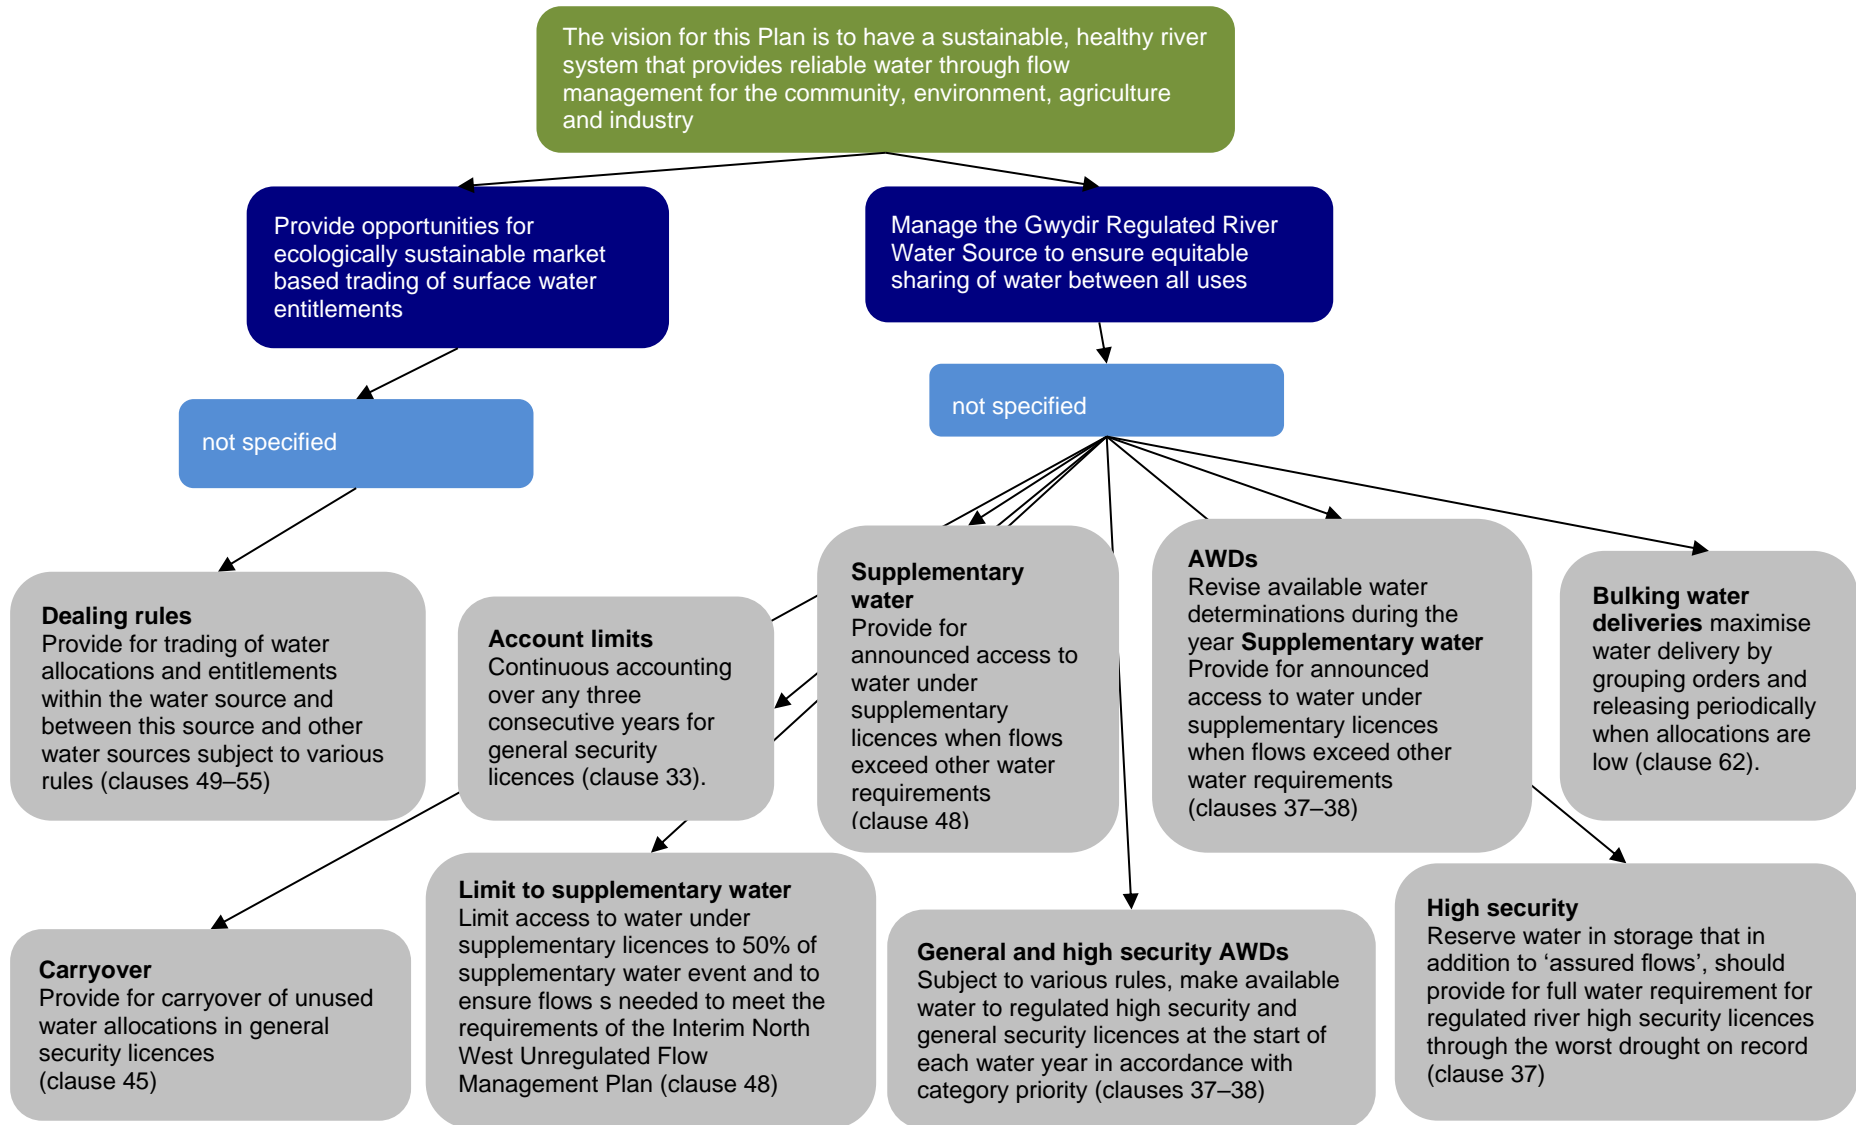 The vision for this Plan is to have a sustainable, healthy river
system that provides reliable water through flow
management for the community, environment, agriculture
and industry
Provide opportunities for
ecologically sustainable market
based trading of surface water
entitlements
Manage the Gwydir Regulated River
Water Source to ensure equitable
sharing of water between all uses
not specified
not specified
Dealing rules
Provide for trading of water
allocations and entitlements
within the water source and
between this source and other
water sources subject to various
rules (clauses 49–55)
Account limits
Continuous accounting
over any three
consecutive years for
general security
licences (clause 33).
Supplementary
water
Provide for
announced access to
water under
supplementary
licences when flows
exceed other water
requirements
(clause 48)
AWDs
Revise available water
determinations during the
year Supplementary water
Provide for announced
access to water under
supplementary licences
when flows exceed other
water requirements
(clauses 37–38)
Bulking water
deliveries maximise
water delivery by
grouping orders and
releasing periodically
when allocations are
low (clause 62).
Carryover
Provide for carryover of unused
water allocations in general
security licences
(clause 45)
Limit to supplementary water
Limit access to water under
supplementary licences to 50% of
supplementary water event and to
ensure flows s needed to meet the
requirements of the Interim North
West Unregulated Flow
Management Plan (clause 48)
General and high security AWDs
Subject to various rules, make available
water to regulated high security and
general security licences at the start of
each water year in accordance with
category priority (clauses 37–38)
High security
Reserve water in storage that in
addition to ‘assured flows’, should
provide for full water requirement for
regulated river high security licences
through the worst drought on record
(clause 37)